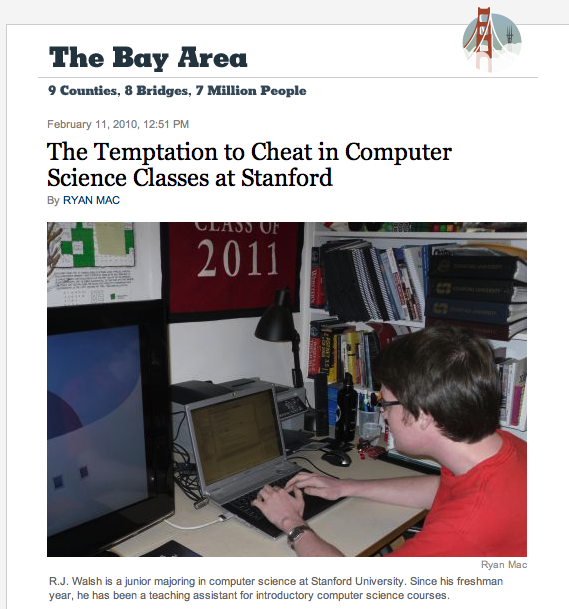 The Bay Area
9 Counties, 8 Bridges, 7 Million People
February 11, 2010, 12:51 PM
The Temptation to Cheat in Computer
Science Classes at Stanford
By RYAN MAC
CLASS OF
2011
Ryan Mac
R.J. Walsh is a junior majoring in computer science at Stanford University. Since his freshman
year, he has been a teaching assistant for introductory computer science courses.